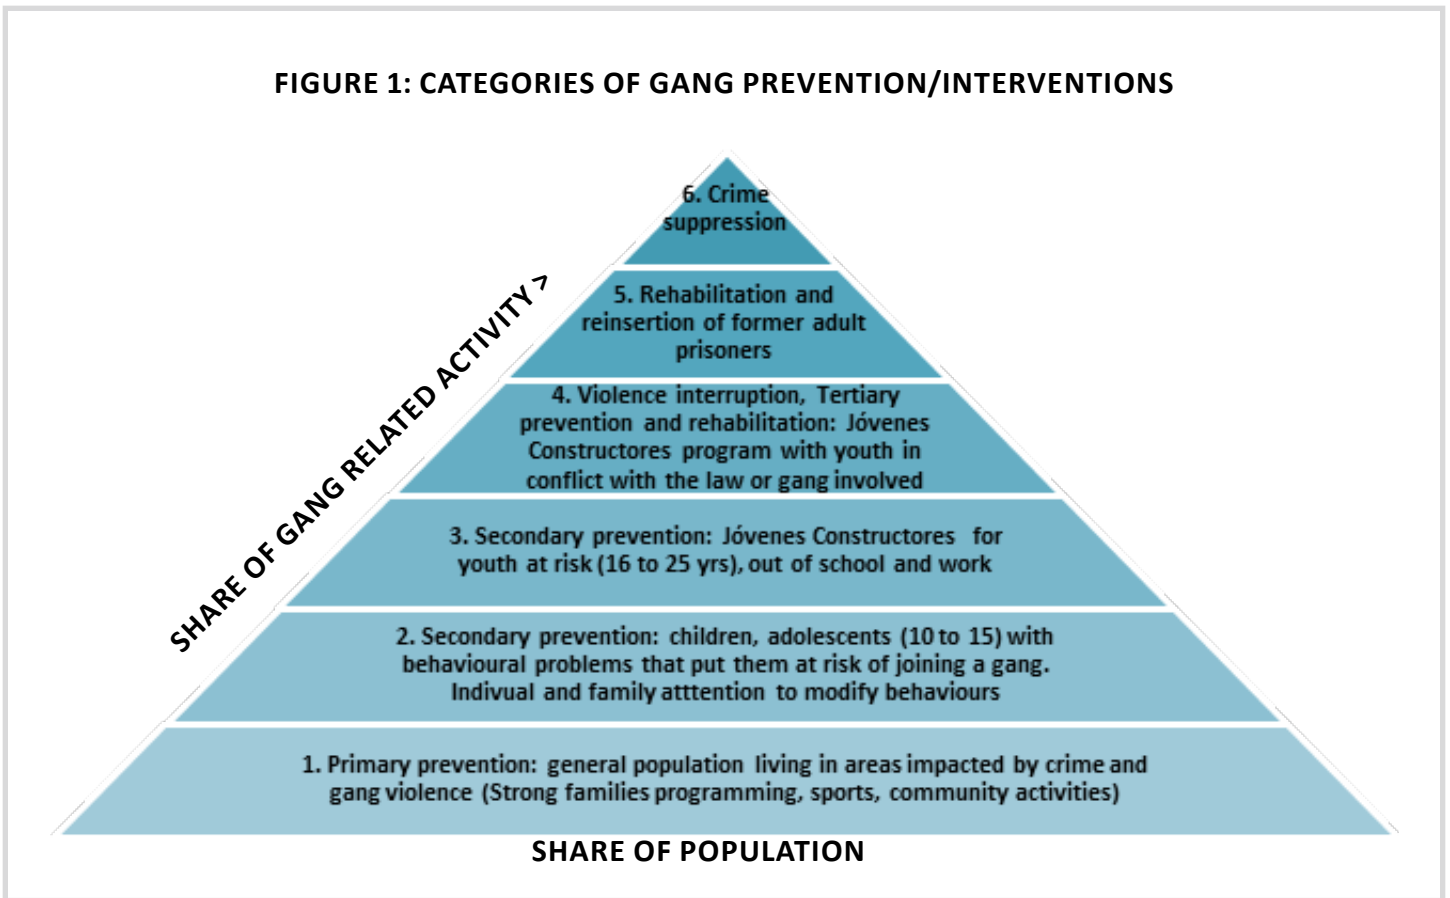 FIGURE 1: CATEGORIES OF GANG PREVENTION/INTERVENTIONS
6. Crime
suppression
5. Rehabilitation and
reinsertion of former adult
prisoners
4. Violence interruption, Tertiary
prevention and rehabilitation: Jóvenes
Constructores program with youth in
conflict with the law or gang involved
3. Secondary prevention: Jóvenes Constructores for
youth at risk (16 to 25 yrs), out of school and work
2. Secondary prevention: children, adolescents (10 to 15) with
behavioural problems that put them at risk of joining a gang.
Indivual and family atttention to modify behaviours
1. Primary prevention: general population living in areas impacted by crime and
gang violence (Strong families programming, sports, community activities)
SHARE OF GANG RELATED ACTIVITY >
SHARE OF POPULATION